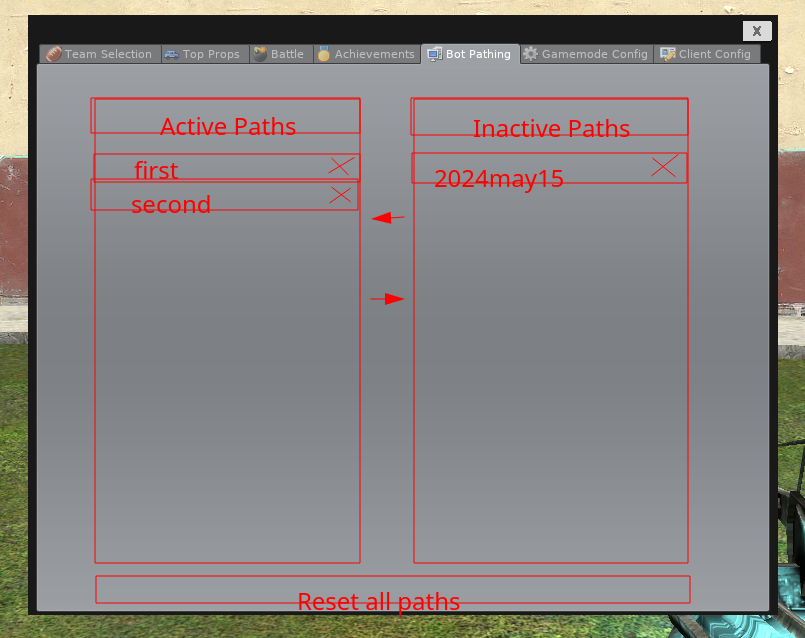 X
Team Selection Top Props Battle Achievements Bot Pathing Gamemode Config Client Config
Active Paths Inactive Paths
first 2024may15
second
Reset all paths